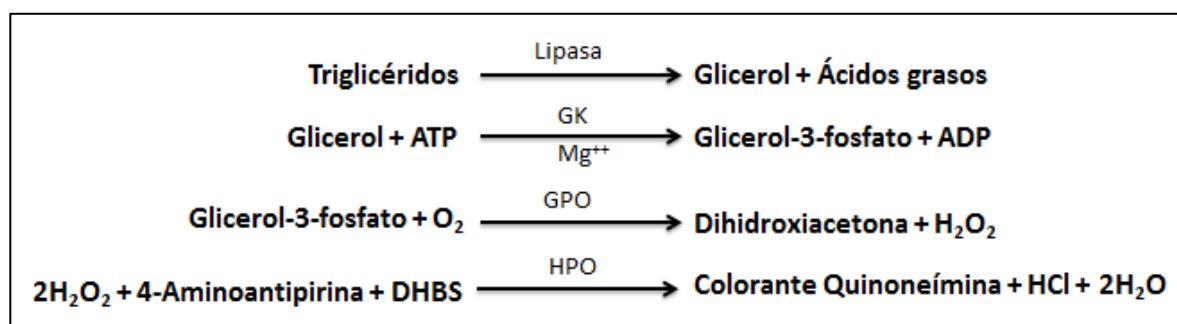 Lipasa
Triglicéridos Glicerol + Ácidos grasos
GK
Glicerol + ATP Glicerol-3-fosfato + ADP
Mg⁺⁺
GPO
Glicerol-3-fosfato + O₂ Dihidroxiacetona + H₂O₂
HPO
2H₂O₂ + 4-Aminoantipirina + DHBS Colorante Quinoneímina + HCl + 2H₂O